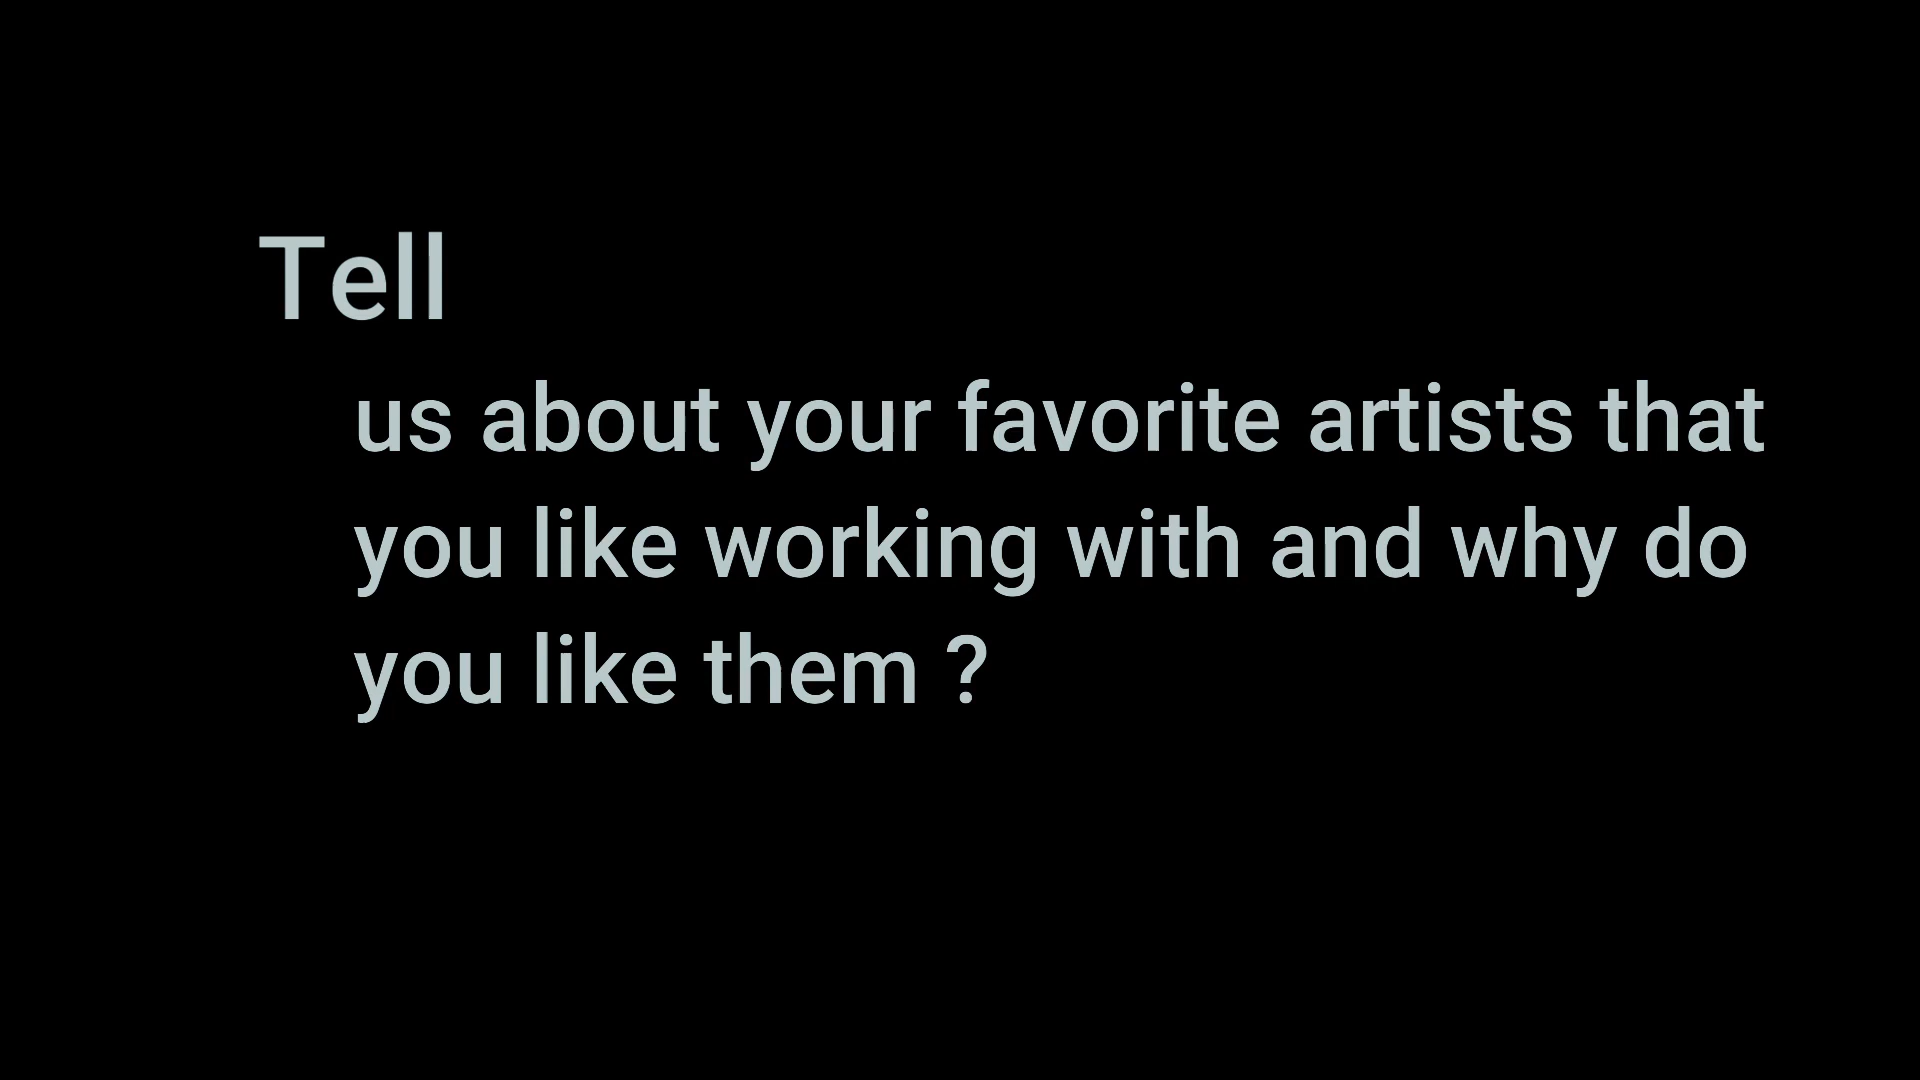 Tell
us about your favorite artists that
you like working with and why do
you like them ?